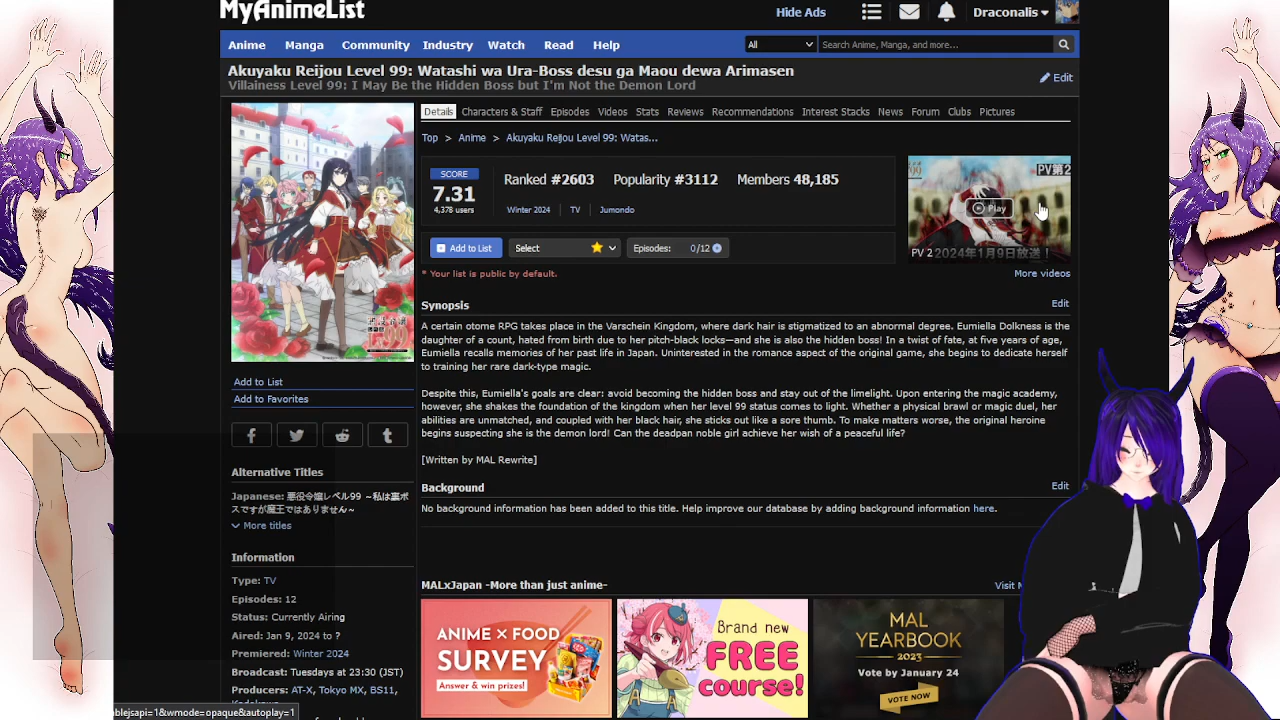 MyAnimeList
Hide Ads
Draconalis
Anime Manga Community Industry Watch Read Help
All
Search Anime, Manga, and more...
Akuyaku Reijou Level 99: Watashi wa Ura-Boss desu ga Maou dewa Arimasen
Villainess Level 99: I May Be the Hidden Boss but I'm Not the Demon Lord
Edit
Details Characters & Staff Episodes Videos Stats Reviews Recommendations Interest Stacks News Forum Clubs Pictures
Top > Anime > Akuyaku Reijou Level 99: Watas...
SCORE
7.31
4,378 users
Ranked #2603 Popularity #3112 Members 48,185
Winter 2024 TV Jumondo
PV第2
Play
PV 2 2024年1月9日放送！
Add to List
Select
Episodes: 0/12
* Your list is public by default.
More videos
Synopsis
Edit
A certain otome RPG takes place in the Varschein Kingdom, where dark hair is stigmatized to an abnormal degree. Eumiella Dolkness is the
daughter of a count, hated from birth due to her pitch-black locks—and she is also the hidden boss! In a twist of fate, at five years of age,
Eumiella recalls memories of her past life in Japan. Uninterested in the romance aspect of the original game, she begins to dedicate herself
to training her rare dark-type magic.
Despite this, Eumiella's goals are clear: avoid becoming the hidden boss and stay out of the limelight. Upon entering the magic academy,
however, she shakes the foundation of the kingdom when her level 99 status comes to light. Whether a physical brawl or magic duel, her
abilities are unmatched, and coupled with her black hair, she sticks out like a sore thumb. To make matters worse, the original heroine
begins suspecting she is the demon lord! Can the deadpan noble girl achieve her wish of a peaceful life?
[Written by MAL Rewrite]
Background
Edit
No background information has been added to this title. Help improve our database by adding background information here.
Add to List
Add to Favorites
Alternative Titles
Japanese: 悪役令嬢レベル99 ～私は裏ボ
スですが魔王ではありません～
More titles
Information
Type: TV
Episodes: 12
Status: Currently Airing
Aired: Jan 9, 2024 to ?
Premiered: Winter 2024
Broadcast: Tuesdays at 23:30 (JST)
Producers: AT-X, Tokyo MX, BS11,
MALxJapan -More than just anime-
Visit
ANIME × FOOD
SURVEY
Answer & win prizes!
Brand new
FREE
course!
MAL
YEARBOOK
2023
Vote by January 24
VOTE NOW
ablejsapi=1&wmode=opaque&autoplay=1